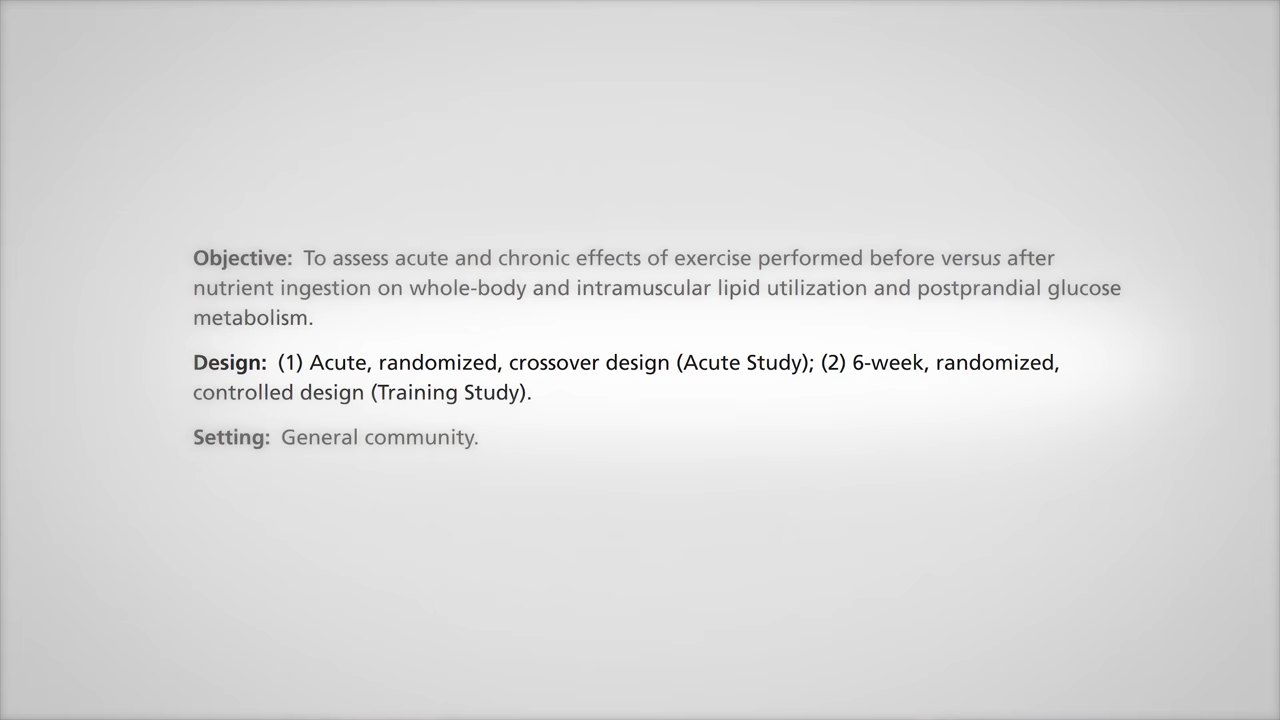 Objective: To assess acute and chronic effects of exercise performed before versus after
nutrient ingestion on whole-body and intramuscular lipid utilization and postprandial glucose
metabolism.
Design: (1) Acute, randomized, crossover design (Acute Study); (2) 6-week, randomized,
controlled design (Training Study).
Setting: General community.